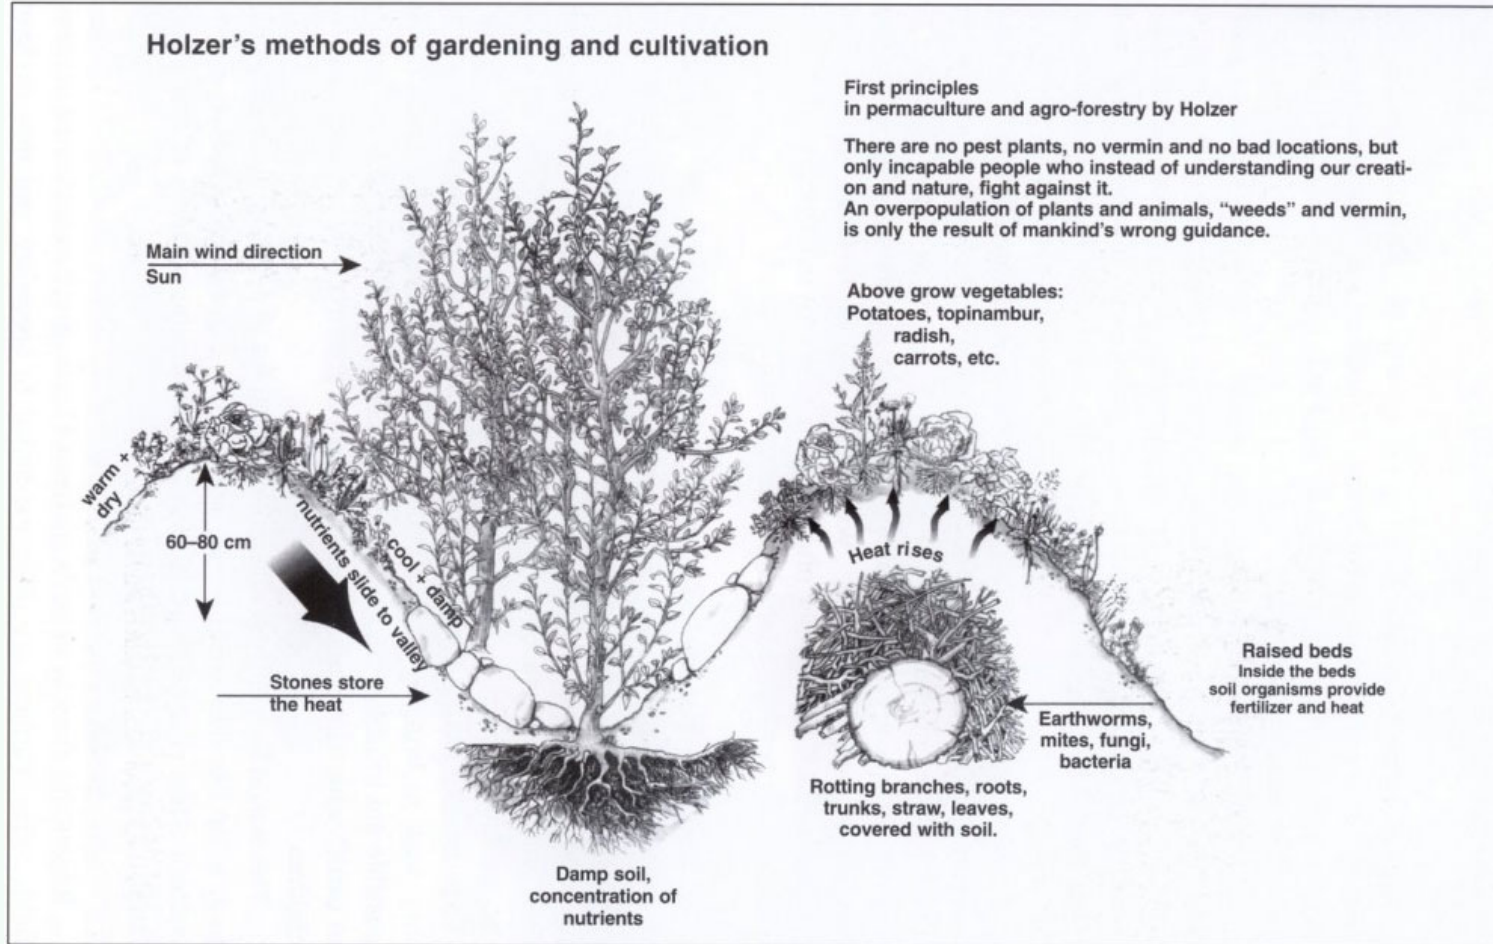 Holzer's methods of gardening and cultivation
First principles
in permaculture and agro-forestry by Holzer
There are no pest plants, no vermin and no bad locations, but
only incapable people who instead of understanding our creati-
on and nature, fight against it.
An overpopulation of plants and animals, “weeds” and vermin,
is only the result of mankind's wrong guidance.
Main wind direction
Sun
Above grow vegetables:
Potatoes, topinambur,
radish,
carrots, etc.
warm +
dry
60–80 cm
nutrients slide to valley
cool + damp
Stones store
the heat
Heat rises
Raised beds
Inside the beds
soil organisms provide
fertilizer and heat
Earthworms,
mites, fungi,
bacteria
Rotting branches, roots,
trunks, straw, leaves,
covered with soil.
Damp soil,
concentration of
nutrients